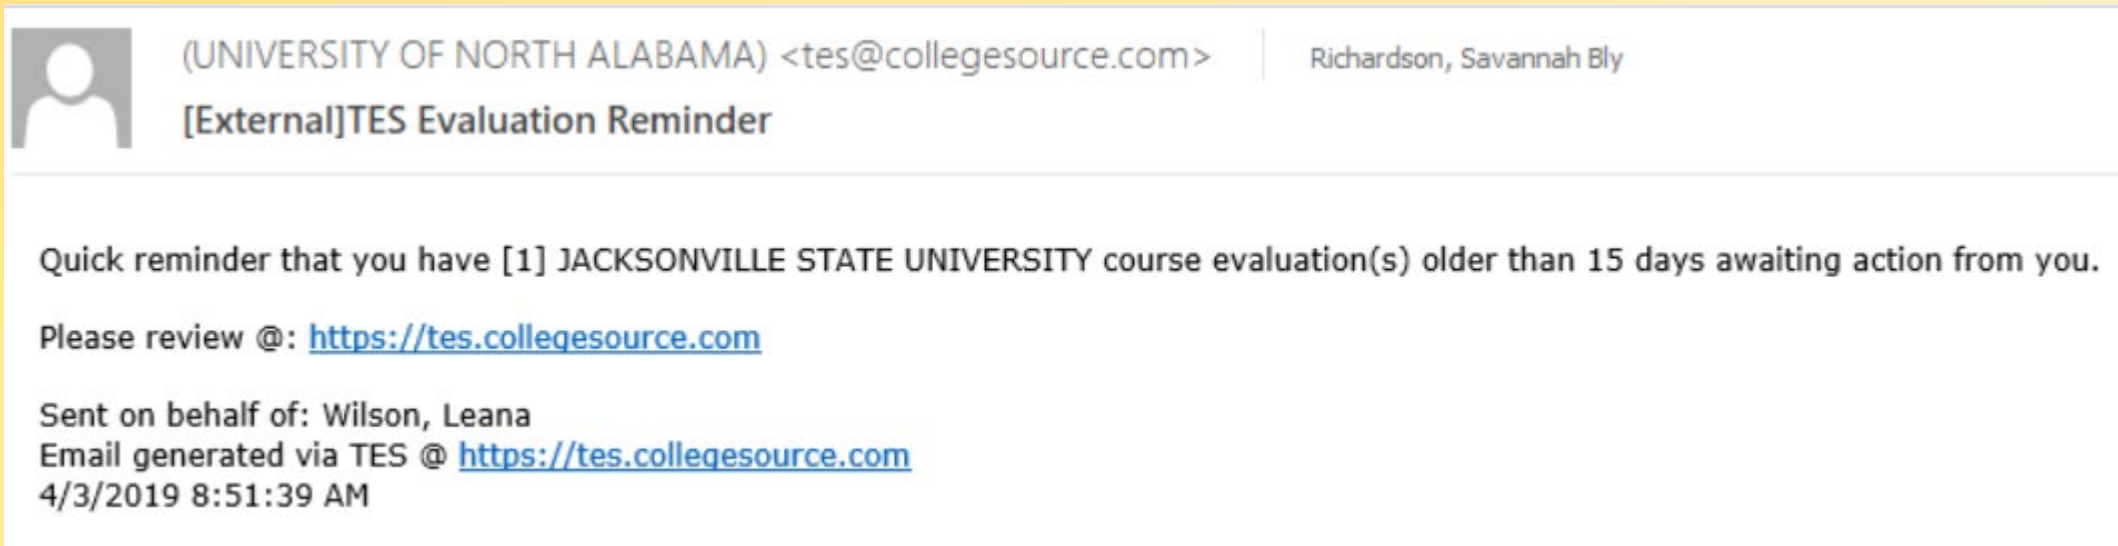 (UNIVERSITY OF NORTH ALABAMA) <tes@collegesource.com> Richardson, Savannah Bly
[External]TES Evaluation Reminder
Quick reminder that you have [1] JACKSONVILLE STATE UNIVERSITY course evaluation(s) older than 15 days awaiting action from you.
Please review @: https://tes.collegesource.com
Sent on behalf of: Wilson, Leana
Email generated via TES @ https://tes.collegesource.com
4/3/2019 8:51:39 AM